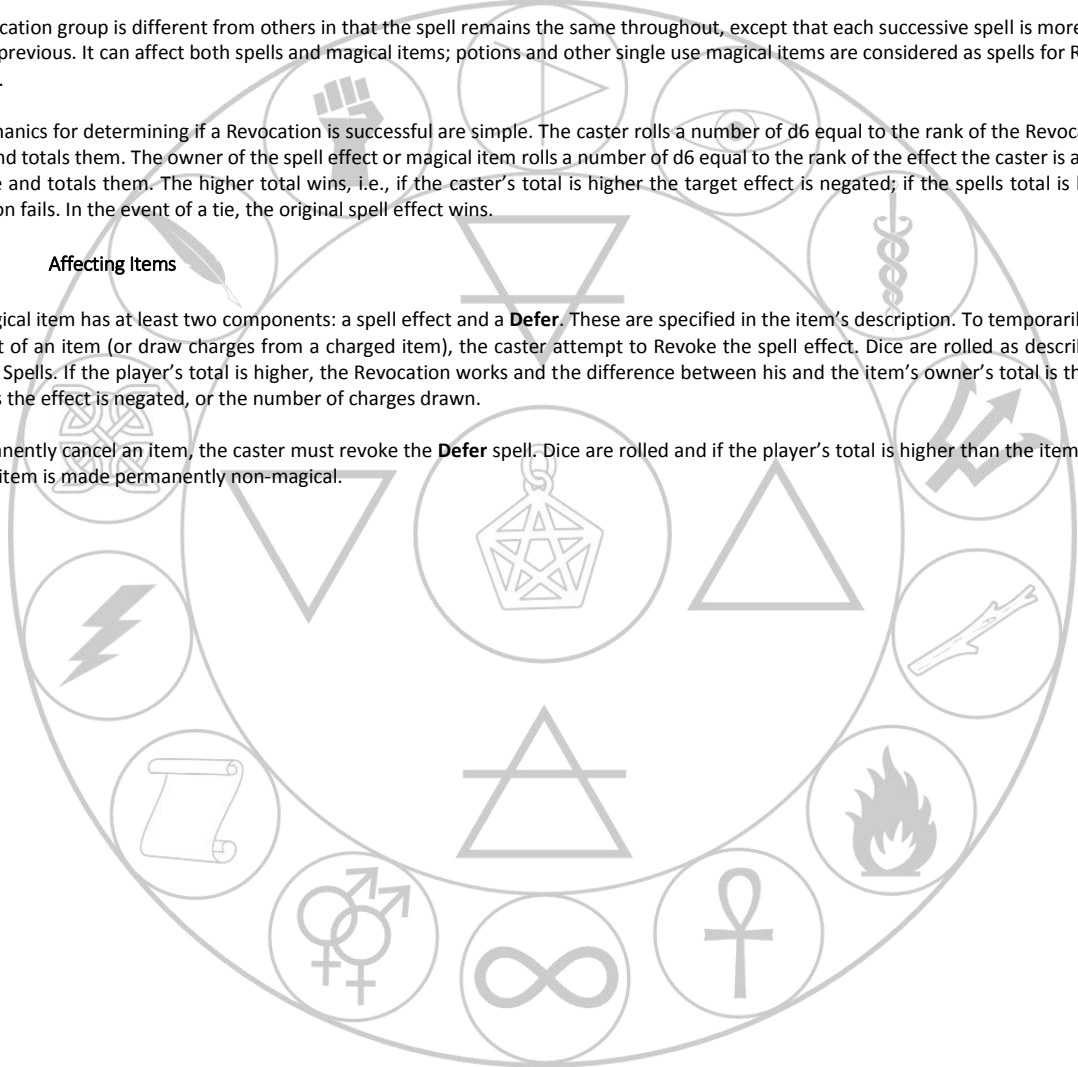 cation group is different from others in that the spell remains the same throughout, except that each successive spell is more
previous. It can affect both spells and magical items; potions and other single use magical items are considered as spells for R
.
hanics for determining if a Revocation is successful are simple. The caster rolls a number of d6 equal to the rank of the Revoca
nd totals them. The owner of the spell effect or magical item rolls a number of d6 equal to the rank of the effect the caster is a
e and totals them. The higher total wins, i.e., if the caster's total is higher the target effect is negated; if the spells total is
on fails. In the event of a tie, the original spell effect wins.
Affecting Items
gical item has at least two components: a spell effect and a Defer. These are specified in the item's description. To temporaril
t of an item (or draw charges from a charged item), the caster attempt to Revoke the spell effect. Dice are rolled as describ
Spells. If the player's total is higher, the Revocation works and the difference between his and the item's owner's total is th
s the effect is negated, or the number of charges drawn.
anently cancel an item, the caster must revoke the Defer spell. Dice are rolled and if the player's total is higher than the item
item is made permanently non-magical.